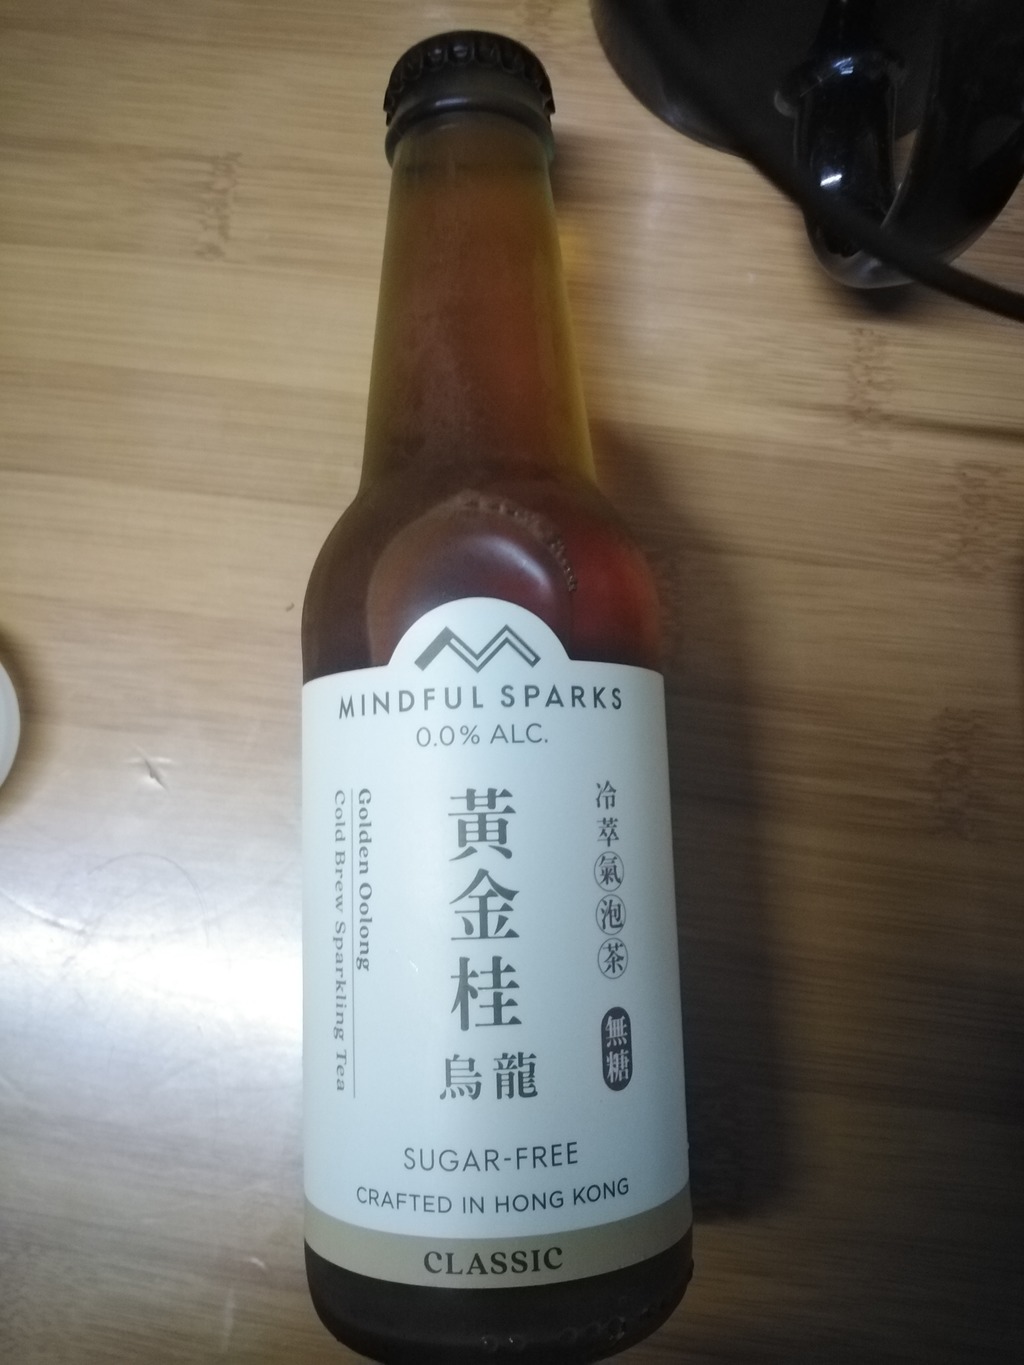 MINDFUL SPARKS
0.0% ALC.
冷萃氣泡茶 無糖
黃金桂
烏龍
Golden Oolong
Cold Brew Sparkling Tea
SUGAR-FREE
CRAFTED IN HONG KONG
CLASSIC